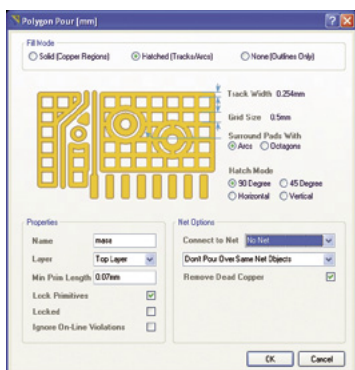 Polygon Pour [mm]
Fill Mode
Solid (Copper Regions) Hatched (Tracks/Arcs) None (Outlines Only)
Track Width 0.254mm
Grid Size 0.5mm
Surround Pads With
Arcs Octagons
Hatch Mode
90 Degree 45 Degree
Horizontal Vertical
Properties
Name masa
Layer Top Layer
Min Prim Length 0.07mm
Lock Primitives
Locked
Ignore On-Line Violations
Net Options
Connect to Net No Net
Don't Pour Over Same Net Objects
Remove Dead Copper
OK Cancel